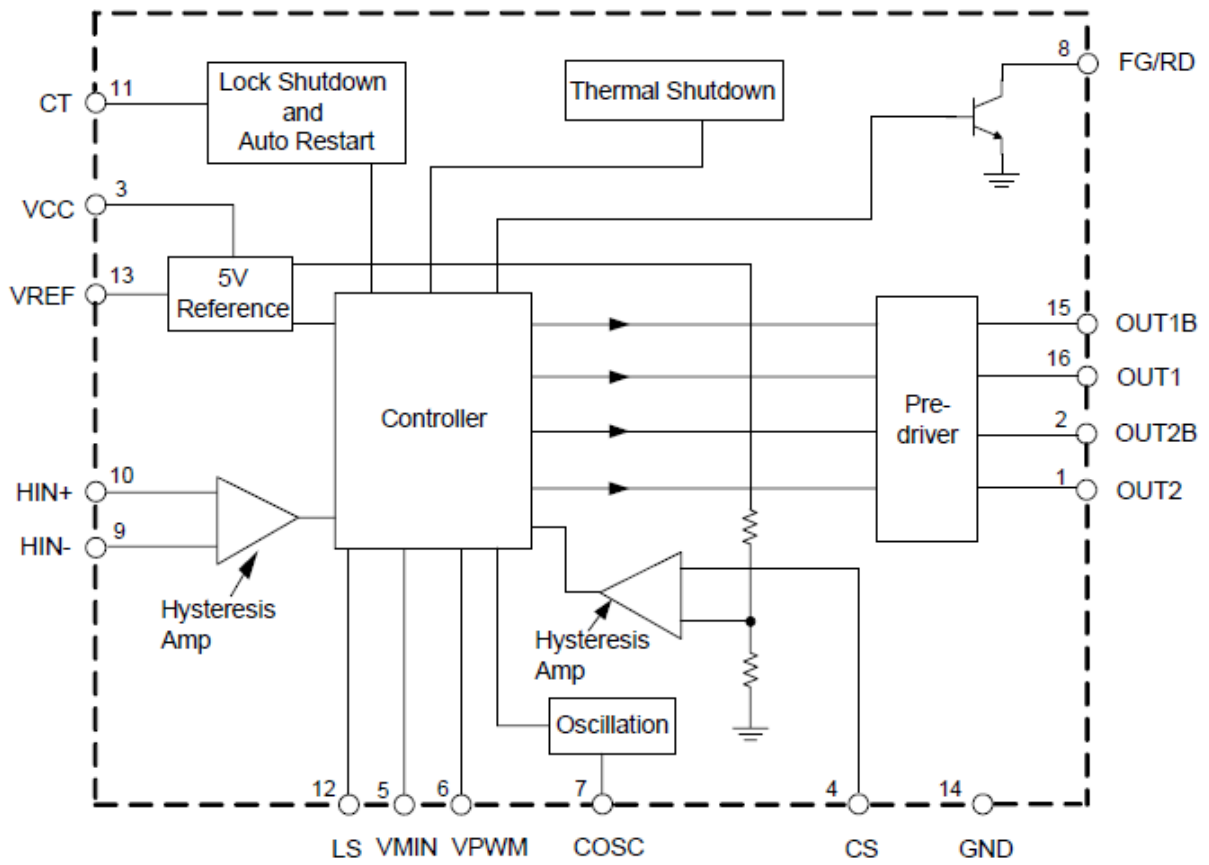 8
FG/RD
CT
11
Lock Shutdown
and
Auto Restart
Thermal Shutdown
VCC
3
VREF
13
5V
Reference
15
OUT1B
16
OUT1
Controller
Pre-
driver
2
OUT2B
1
OUT2
HIN+
10
HIN-
9
Hysteresis
Amp
Hysteresis
Amp
Oscillation
12
5
6
7
4
14
LS
VMIN
VPWM
COSC
CS
GND